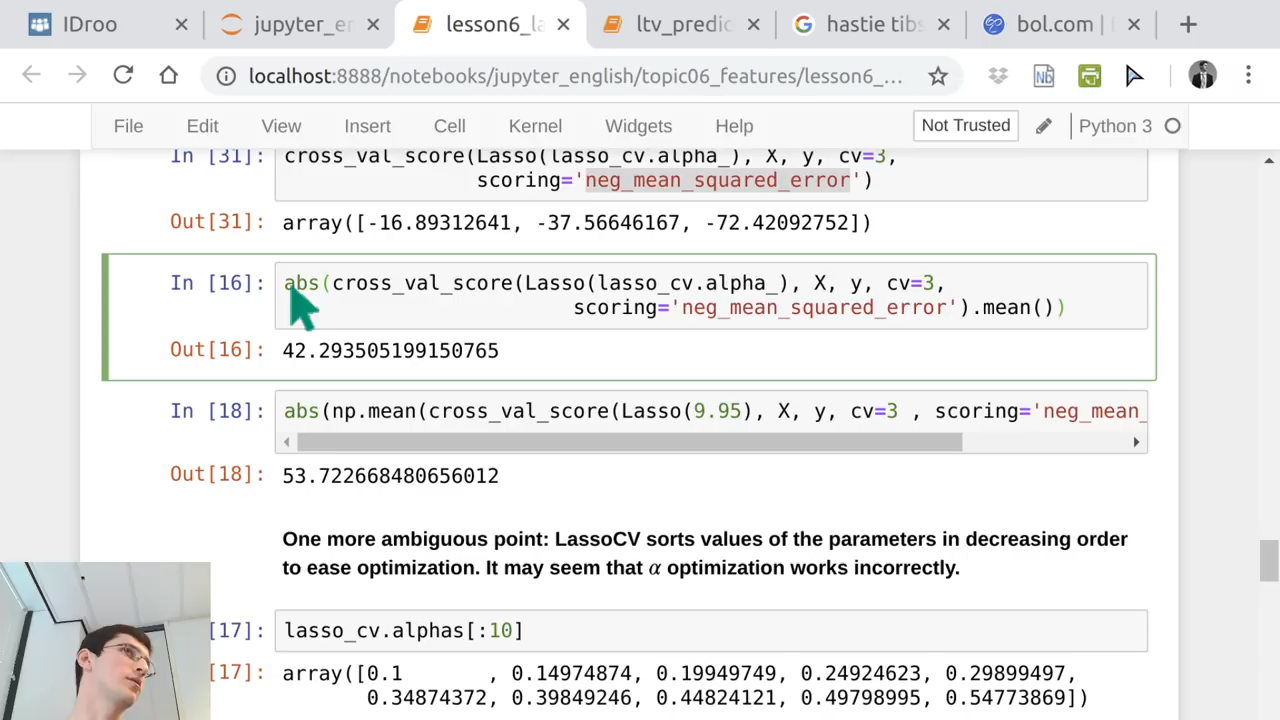 IDroo
jupyter_en
lesson6_la
ltv_predic
hastie tibs
bol.com |
localhost:8888/notebooks/jupyter_english/topic06_features/lesson6_...
File Edit View Insert Cell Kernel Widgets Help Not Trusted Python 3
In [31]: cross_val_score(Lasso(lasso_cv.alpha_), X, y, cv=3,
scoring='neg_mean_squared_error')
Out[31]: array([-16.89312641, -37.56646167, -72.42092752])
In [16]: abs(cross_val_score(Lasso(lasso_cv.alpha_), X, y, cv=3,
scoring='neg_mean_squared_error').mean())
Out[16]: 42.293505199150765
In [18]: abs(np.mean(cross_val_score(Lasso(9.95), X, y, cv=3 , scoring='neg_mean_
Out[18]: 53.722668480656012
One more ambiguous point: LassoCV sorts values of the parameters in decreasing order
to ease optimization. It may seem that α optimization works incorrectly.
[17]: lasso_cv.alphas[:10]
[17]: array([0.1 , 0.14974874, 0.19949749, 0.24924623, 0.29899497,
0.34874372, 0.39849246, 0.44824121, 0.49798995, 0.54773869])